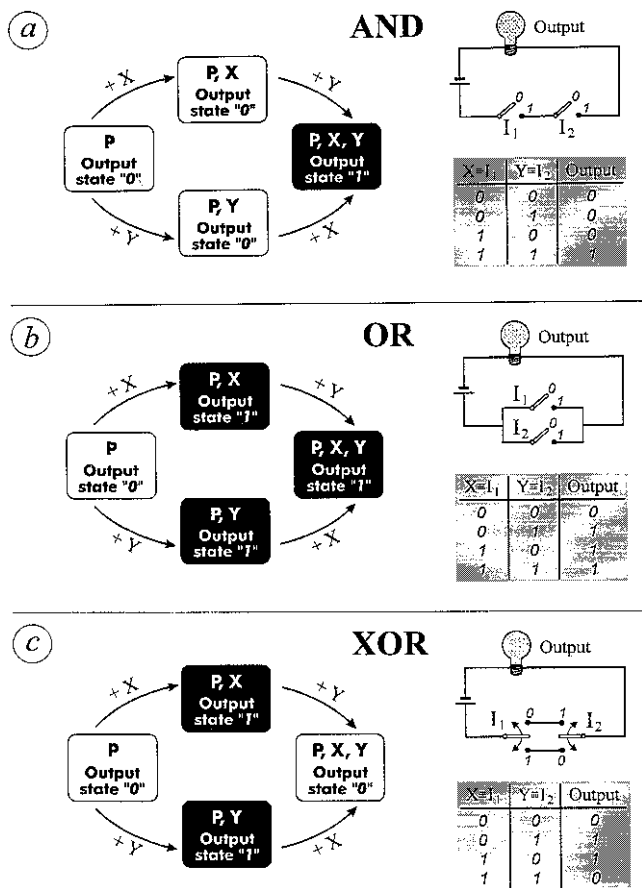 a
AND
Output
P, X
Output
state "0"
+X
+Y
P
Output
state "0"
P, X, Y
Output
state "1"
P, Y
Output
state "0"
+Y
+X
0
1
0
1
I₁
I₂
X≡I₁ Y≡I₂ Output
0 0 0
0 1 0
1 0 0
1 1 1
b
OR
Output
P, X
Output
state "1"
+X
+Y
P
Output
state "0"
P, X, Y
Output
state "1"
P, Y
Output
state "1"
+Y
+X
I₁
0
1
I₂
0
1
X≡I₁ Y≡I₂ Output
0 0 0
0 1 1
1 0 1
1 1 1
c
XOR
Output
P, X
Output
state "1"
+X
+Y
P
Output
state "0"
P, X, Y
Output
state "0"
P, Y
Output
state "1"
+Y
+X
I₁
0
1
I₂
1
0
X≡I₁ Y≡I₂ Output
0 0 0
0 1 1
1 0 1
1 1 0